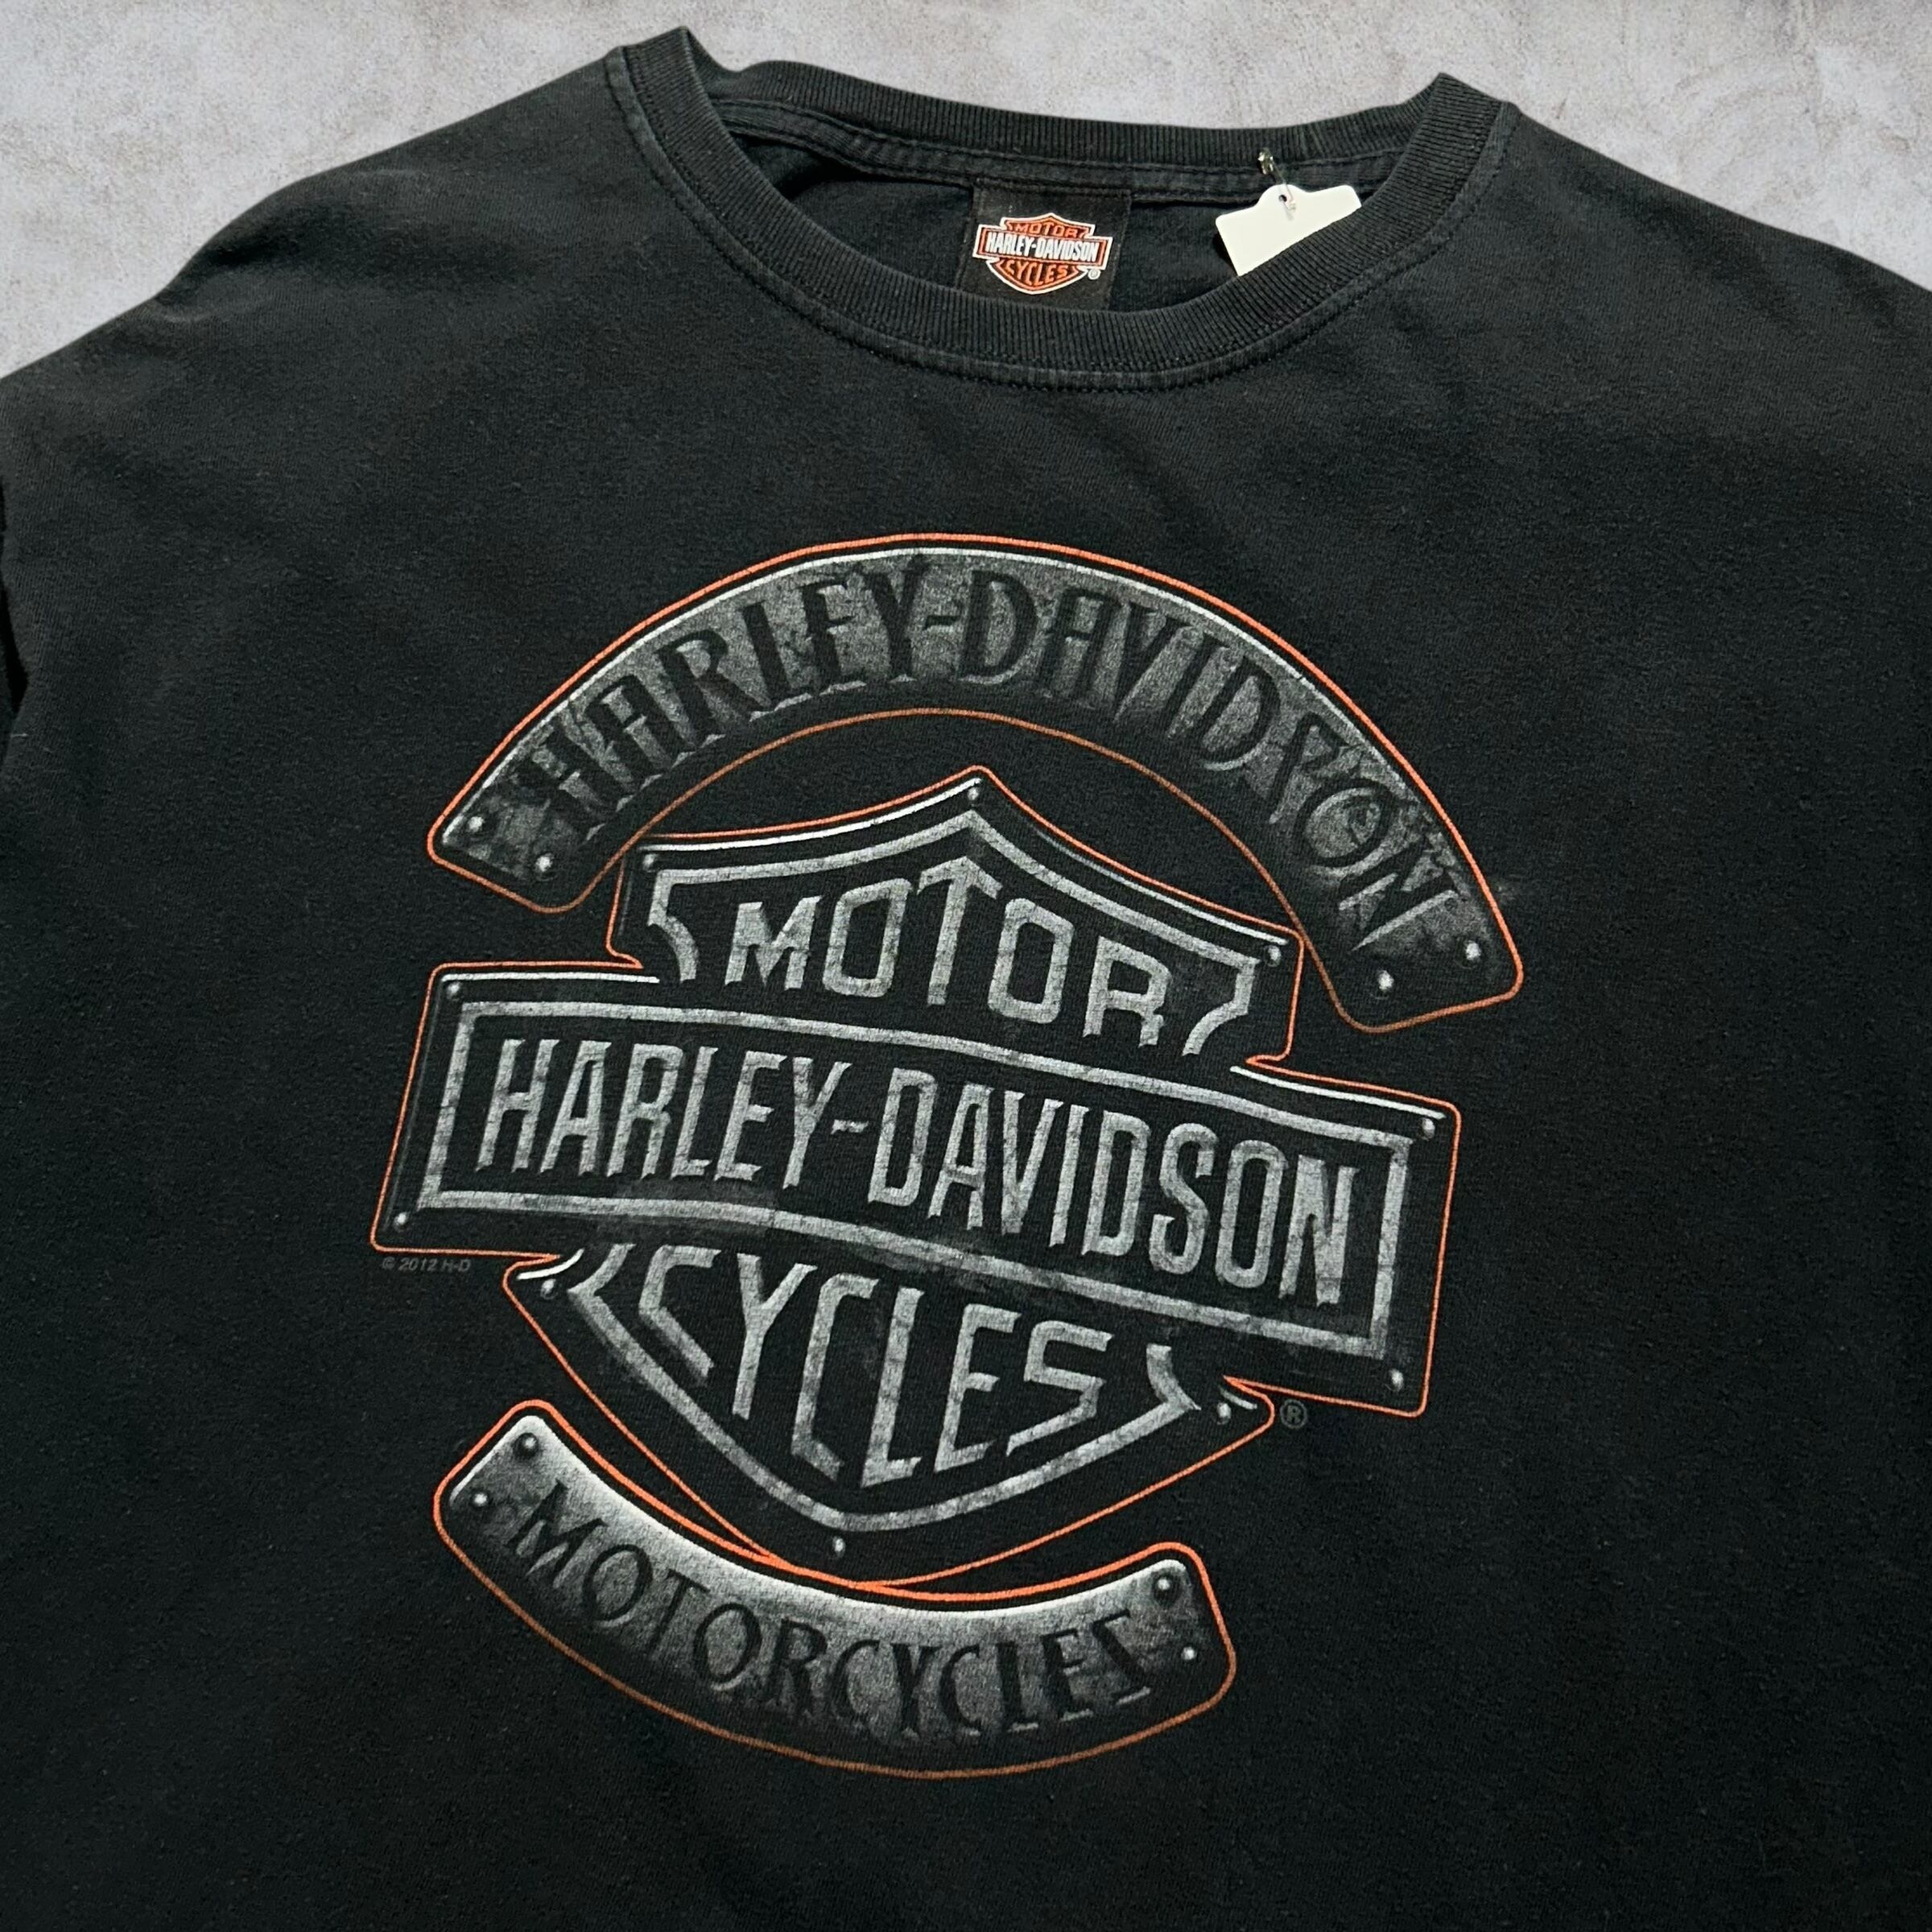 MOTOR
HARLEY-DAVIDSON
CYCLES
®
HARLEY-DAVIDSON
MOTOR
HARLEY-DAVIDSON
CYCLES
© 2012 H-D
®
MOTORCYCLES